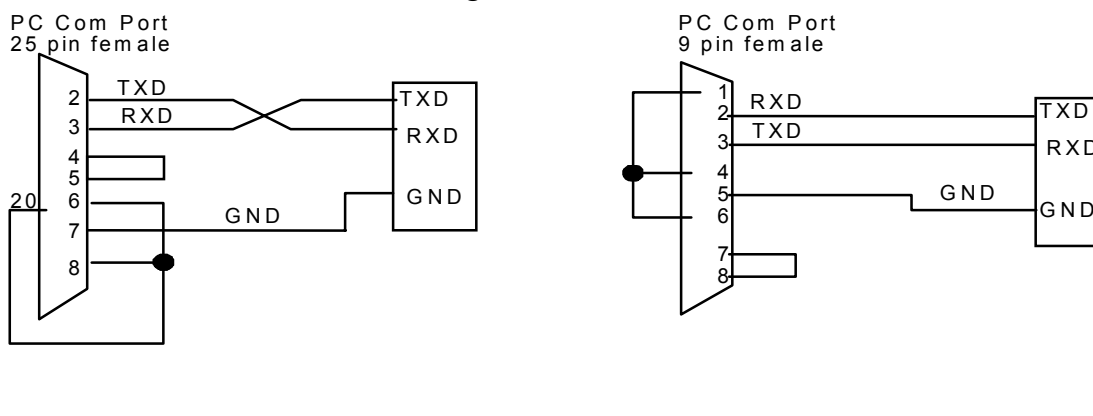 PC Com Port
25 pin female
2
TXD
3
RXD
4
5
20
6
7
GND
8
TXD
RXD
GND
PC Com Port
9 pin female
1
2
RXD
3
TXD
4
5
GND
6
7
8
TXD
RXD
GND